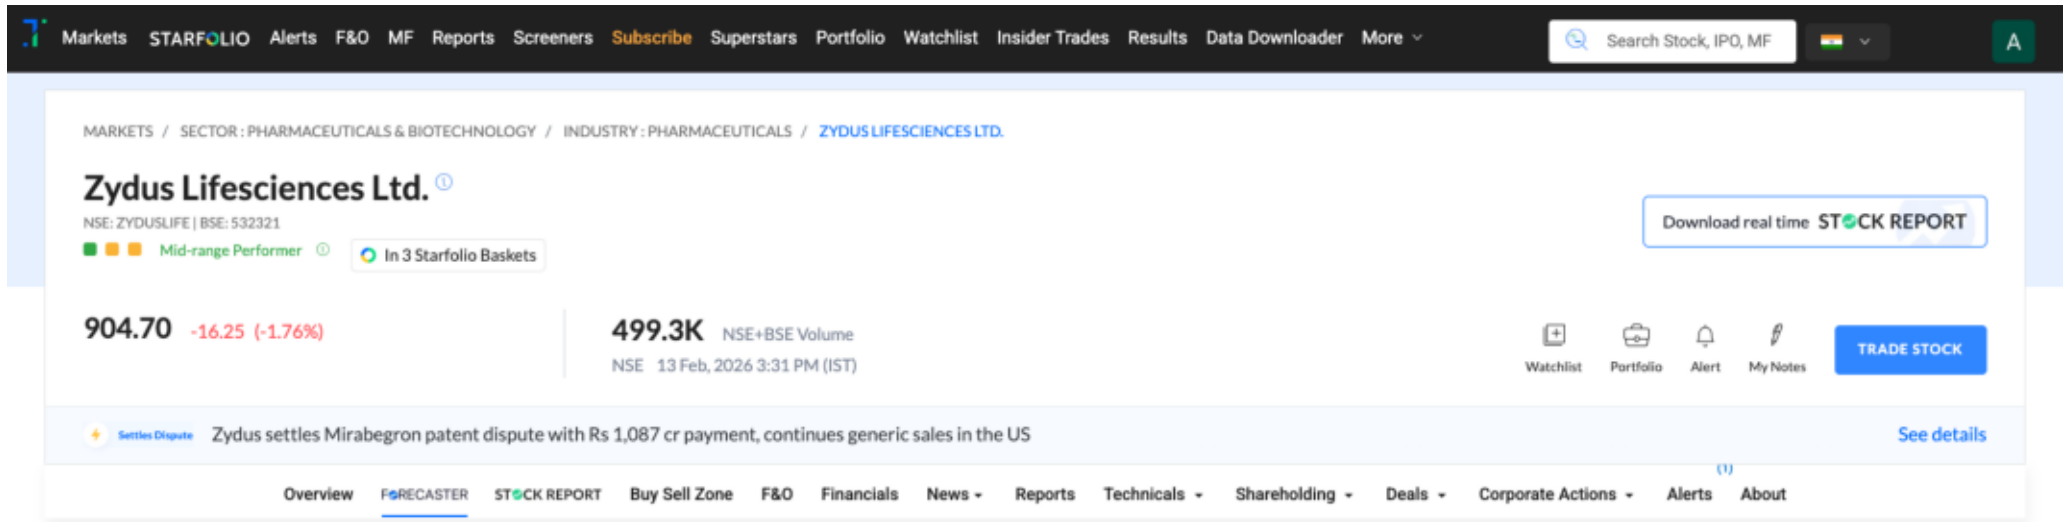 Markets STARFOLIO Alerts F&O MF Reports Screeners Subscribe Superstars Portfolio Watchlist Insider Trades Results Data Downloader More Search Stock, IPO, MF A
MARKETS / SECTOR : PHARMACEUTICALS & BIOTECHNOLOGY / INDUSTRY : PHARMACEUTICALS / ZYDUS LIFESCIENCES LTD.
Zydus Lifesciences Ltd.
NSE: ZYDUSLIFE | BSE: 532321
Mid-range Performer In 3 Starfolio Baskets
Download real time STOCK REPORT
904.70 -16.25 (-1.76%)
499.3K NSE+BSE Volume
NSE 13 Feb, 2026 3:31 PM (IST)
Watchlist Portfolio Alert My Notes TRADE STOCK
Settles Dispute Zydus settles Mirabegron patent dispute with Rs 1,087 cr payment, continues generic sales in the US See details
(1)
Overview FORECASTER STOCK REPORT Buy Sell Zone F&O Financials News Reports Technicals Shareholding Deals Corporate Actions Alerts About